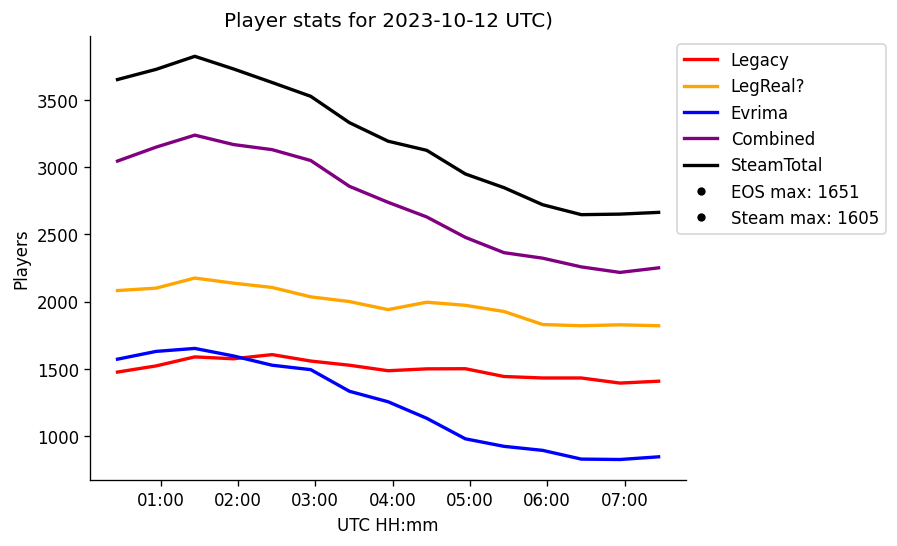 Player stats for 2023-10-12 UTC)
Players
3500
3000
2500
2000
1500
1000
01:00 02:00 03:00 04:00 05:00 06:00 07:00
UTC HH:mm
Legacy
LegReal?
Evrima
Combined
SteamTotal
EOS max: 1651
Steam max: 1605